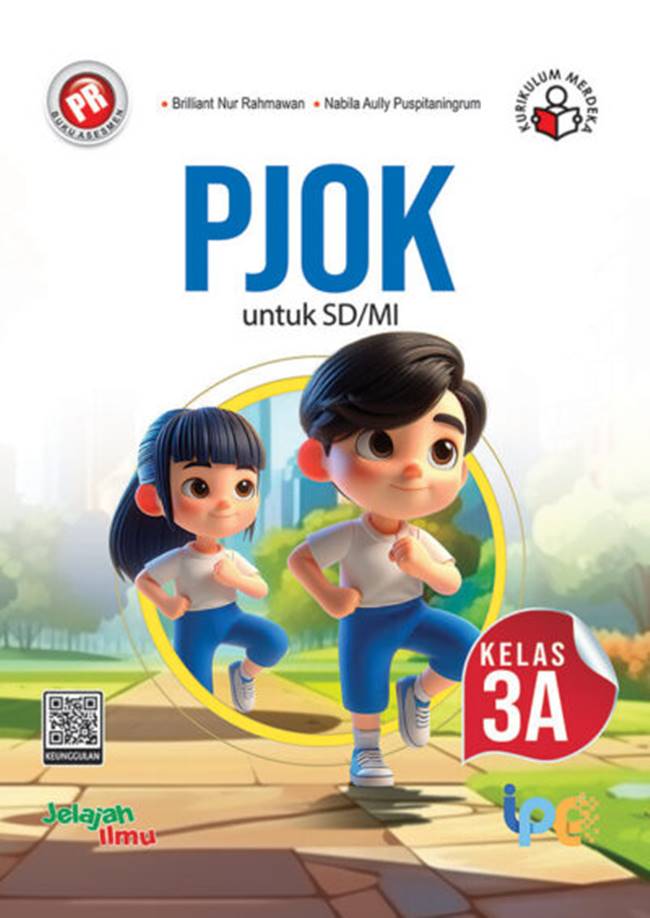 PR
BUKU ASESMEN
• Brilliant Nur Rahmawan • Nabila Aully Puspitaningrum
KURIKULUM MERDEKA
PJOK
untuk SD/MI
KELAS
3A
KEUNGGULAN
Jelajah
Ilmu
ipf